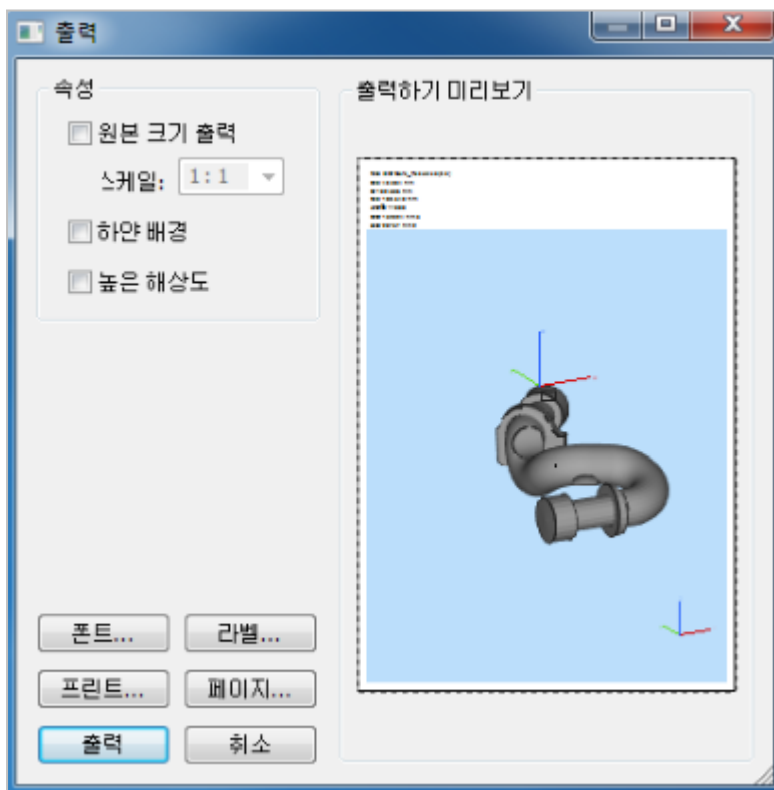 출력
속성
원본 크기 출력
스케일: 1:1
하얀 배경
높은 해상도
출력하기 미리보기
폰트... 라벨...
프린트... 페이지...
출력 취소